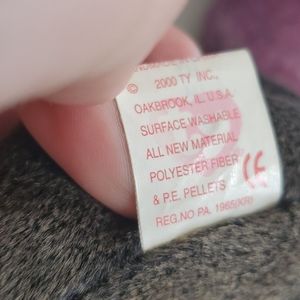 © 2000 TY INC.,
OAKBROOK, IL. U.S.A.
SURFACE WASHABLE
ALL NEW MATERIAL
POLYESTER FIBER
& P.E. PELLETS CE
REG.NO PA. 1965(KR)